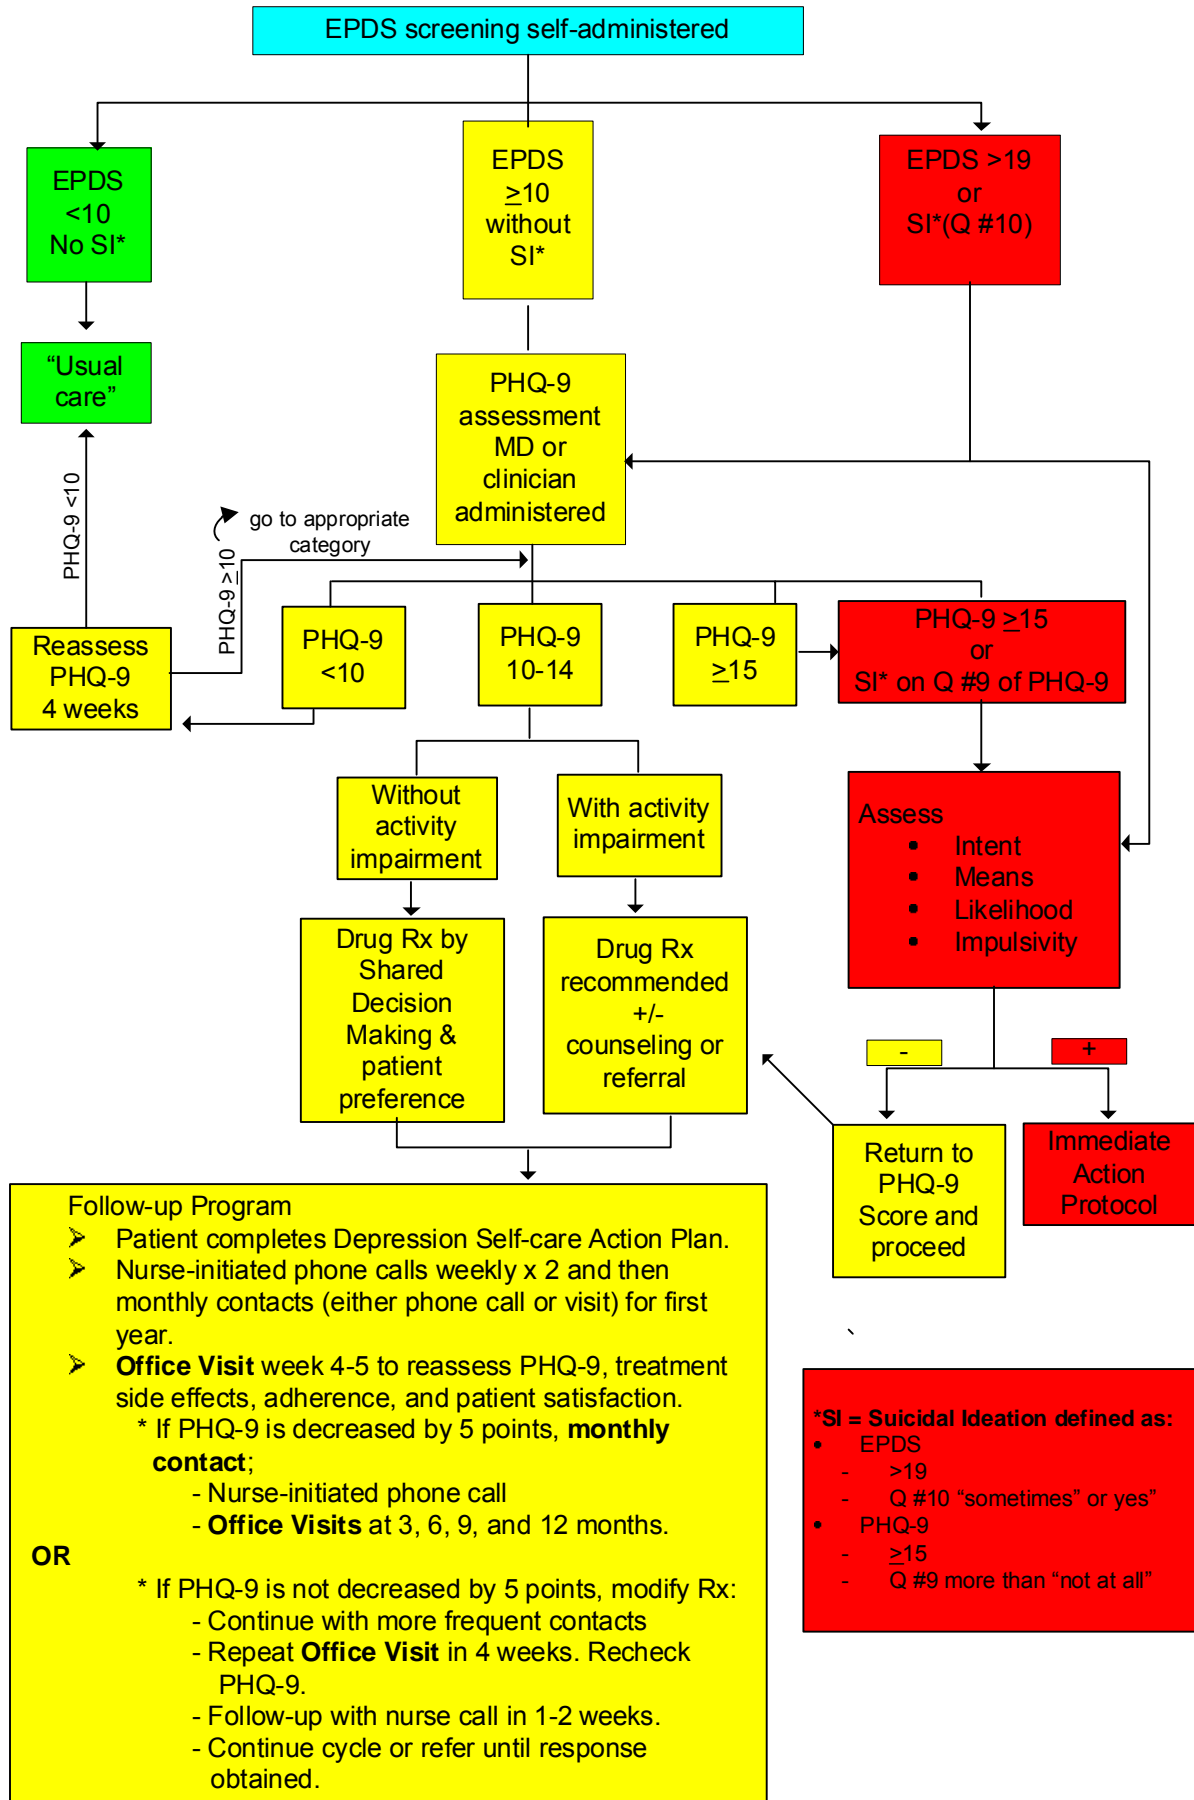 EPDS screening self-administered
EPDS
<10
No SI*
EPDS
≥10
without
SI*
EPDS >19
or
SI*(Q #10)
“Usual
care”
PHQ-9
assessment
MD or
clinician
administered
PHQ-9 <10
PHQ-9 ≥10
go to appropriate
category
Reassess
PHQ-9
4 weeks
PHQ-9
<10
PHQ-9
10-14
PHQ-9
≥15
PHQ-9 ≥15
or
SI* on Q #9 of PHQ-9
Without
activity
impairment
With activity
impairment
Assess
▪ Intent
▪ Means
▪ Likelihood
▪ Impulsivity
Drug Rx by
Shared
Decision
Making &
patient
preference
Drug Rx
recommended
+/-
counseling or
referral
-
+
Return to
PHQ-9
Score and
proceed
Immediate
Action
Protocol
Follow-up Program
➢ Patient completes Depression Self-care Action Plan.
➢ Nurse-initiated phone calls weekly x 2 and then
monthly contacts (either phone call or visit) for first
year.
➢ Office Visit week 4-5 to reassess PHQ-9, treatment
side effects, adherence, and patient satisfaction.
* If PHQ-9 is decreased by 5 points, monthly
contact;
- Nurse-initiated phone call
- Office Visits at 3, 6, 9, and 12 months.
OR
* If PHQ-9 is not decreased by 5 points, modify Rx:
- Continue with more frequent contacts
- Repeat Office Visit in 4 weeks. Recheck
PHQ-9.
- Follow-up with nurse call in 1-2 weeks.
- Continue cycle or refer until response
obtained.
`
*SI = Suicidal Ideation defined as:
• EPDS
- >19
- Q #10 “sometimes” or yes”
• PHQ-9
- ≥15
- Q #9 more than “not at all”